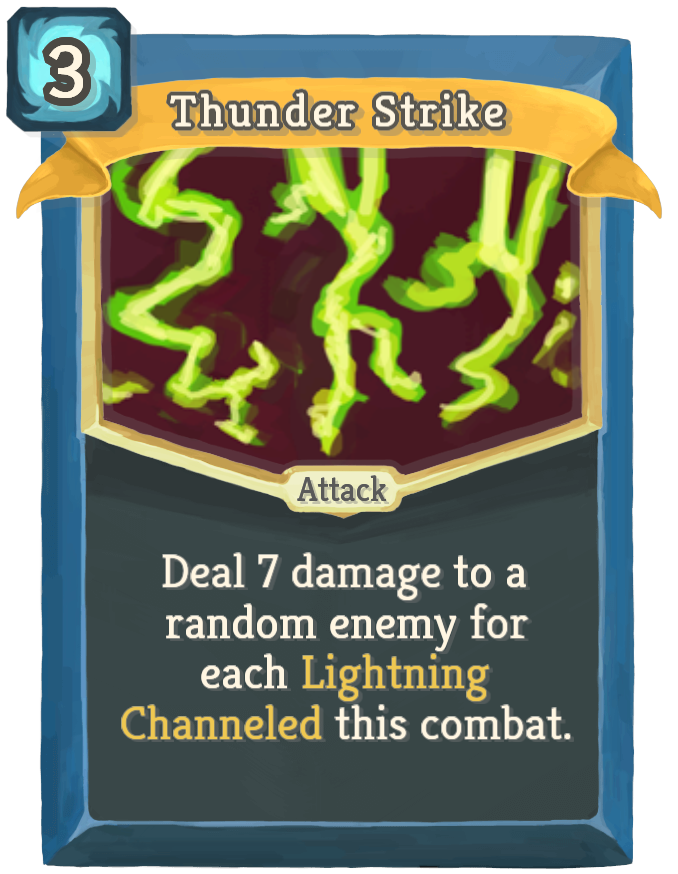 3
Thunder Strike
Attack
Deal 7 damage to a
random enemy for
each Lightning
Channeled this combat.